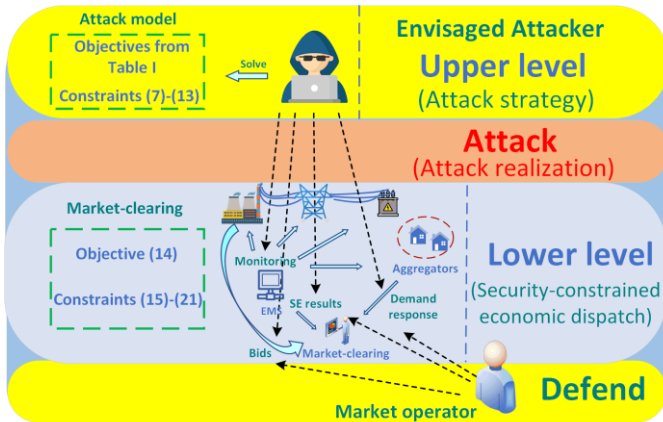 Attack model
Objectives from
Table I
Constraints (7)-(13)
Solve
Envisaged Attacker
Upper level
(Attack strategy)
Attack
(Attack realization)
Market-clearing
Objective (14)
Constraints (15)-(21)
Monitoring
EMS
SE results
Aggregators
Demand
response
Bids
Market-clearing
Lower level
(Security-constrained
economic dispatch)
Market operator
Defend